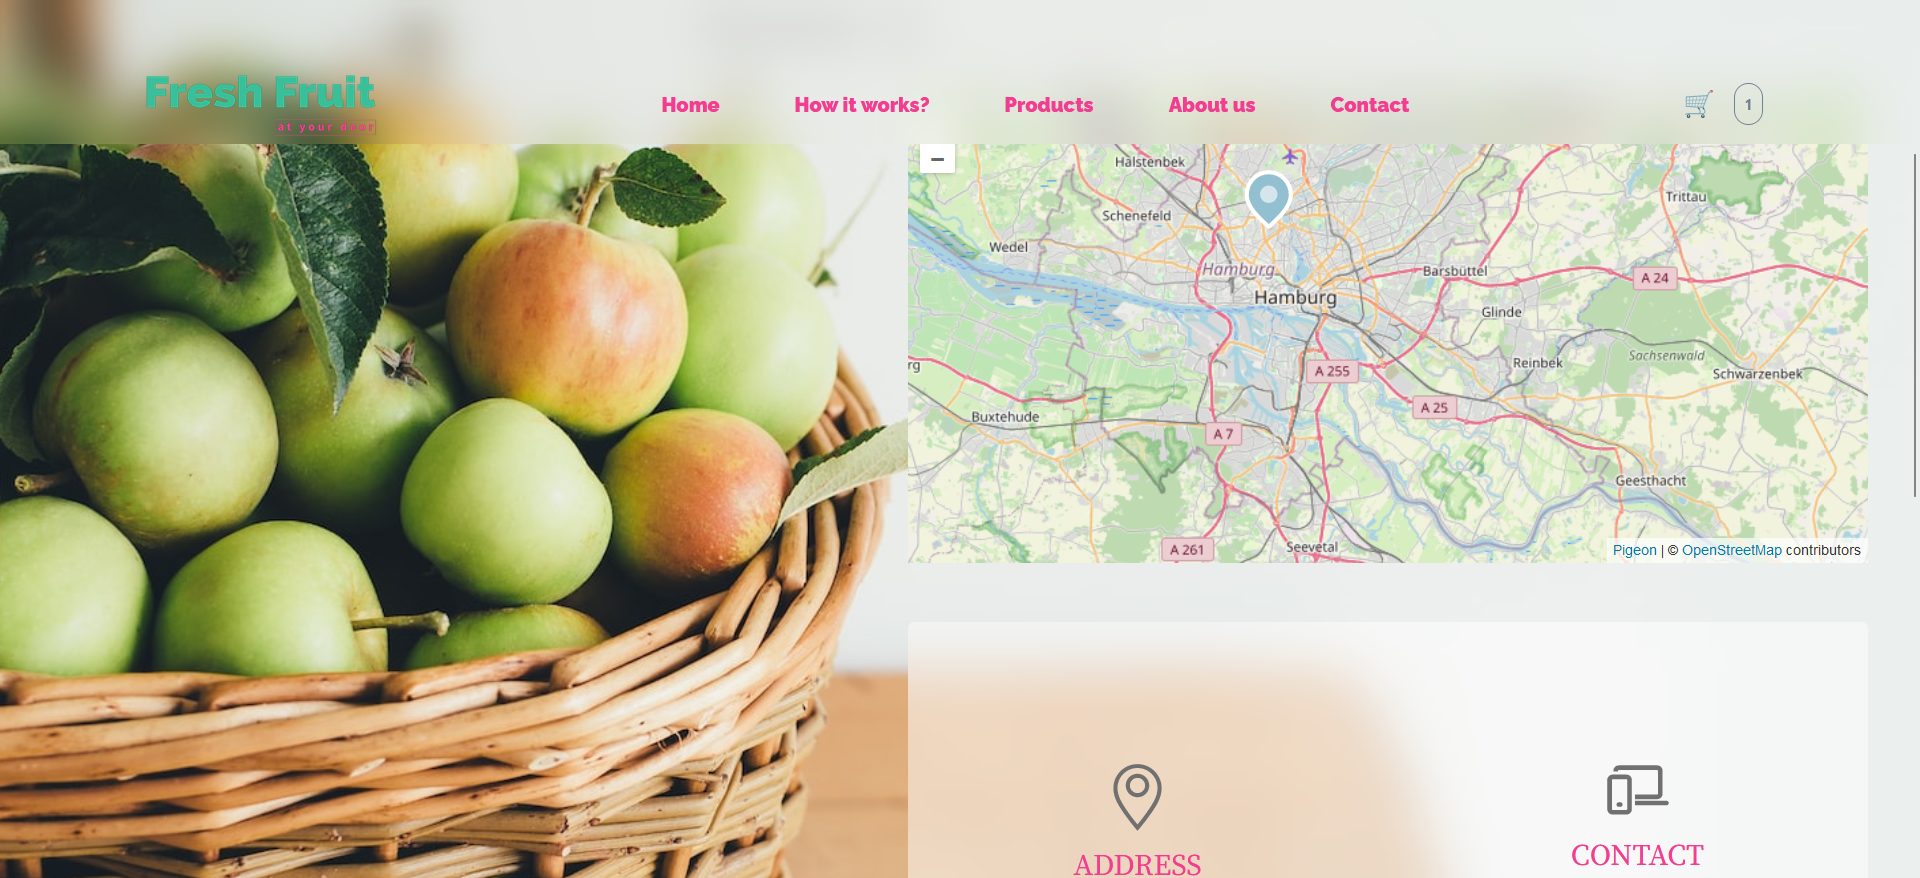 Fresh Fruit
at your door
Home
How it works?
Products
About us
Contact
1
Halstenbek
Trittau
Schenefeld
Wedel
Hamburg
Barsbüttel
A 24
Hamburg
Glinde
Sachsenwald
Reinbek
rg
A 255
Schwarzenbek
A 25
Buxtehude
A 7
Geesthacht
A 261
Seevetal
Pigeon | © OpenStreetMap contributors
ADDRESS
CONTACT